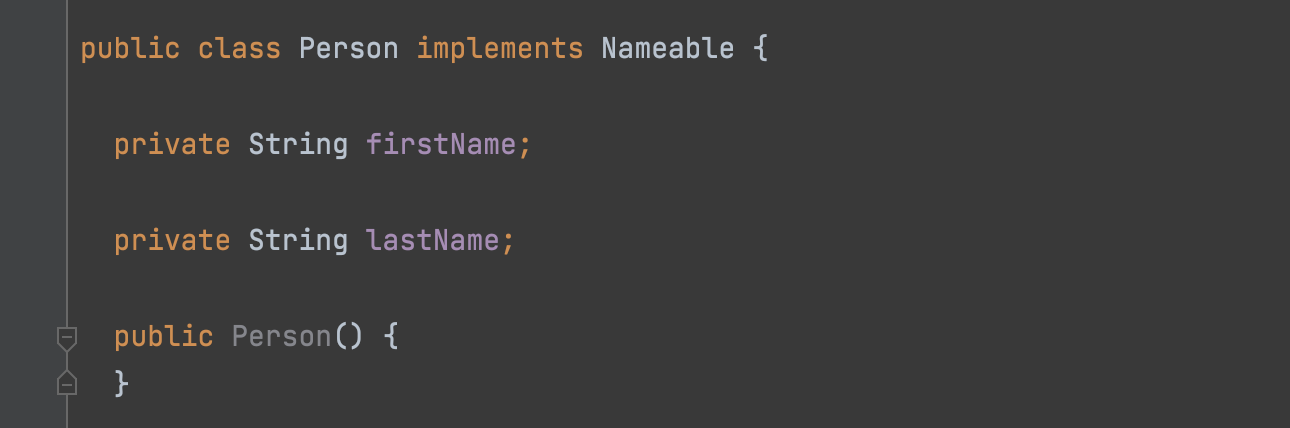 public class Person implements Nameable {
private String firstName;
private String lastName;
public Person() {
}